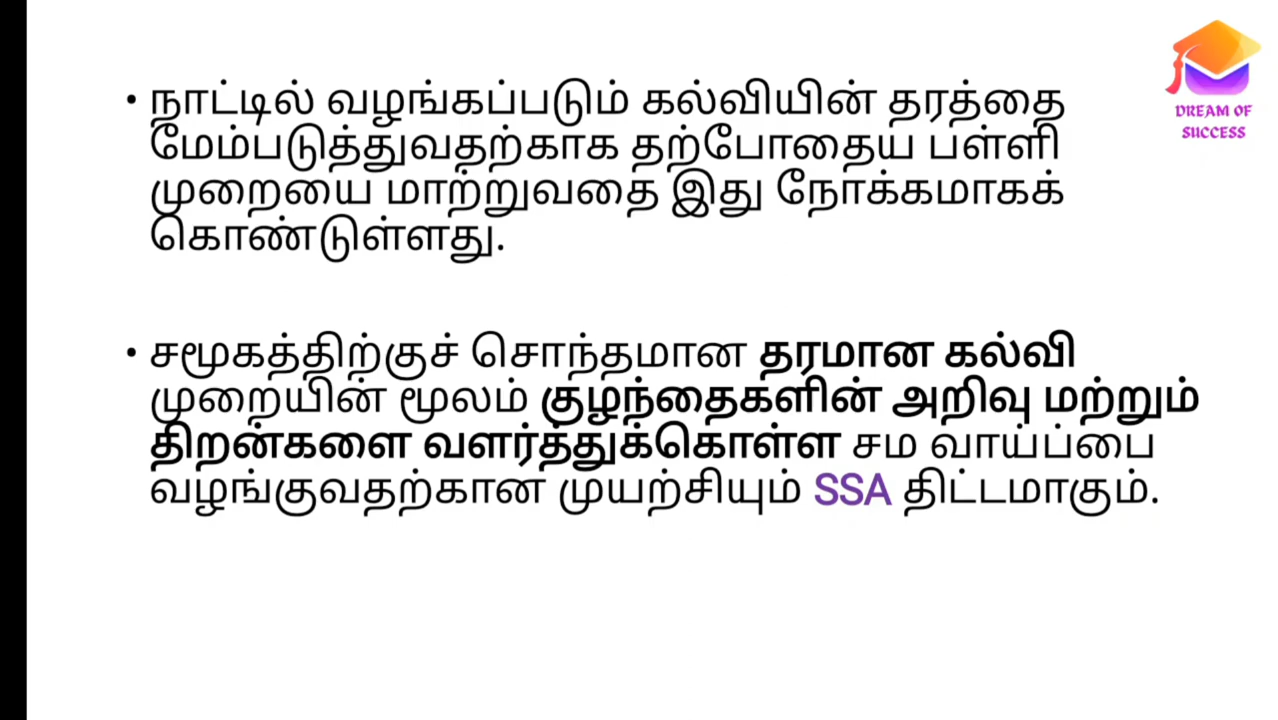 • நாட்டில் வழங்கப்படும் கல்வியின் தரத்தை
மேம்படுத்துவதற்காக தற்போதைய பள்ளி
முறையை மாற்றுவதை இது நோக்கமாகக்
கொண்டுள்ளது.
• சமூகத்திற்குச் சொந்தமான தரமான கல்வி
முறையின் மூலம் குழந்தைகளின் அறிவு மற்றும்
திறன்களை வளர்த்துக்கொள்ள சம வாய்ப்பை
வழங்குவதற்கான முயற்சியும் SSA திட்டமாகும்.
DREAM OF
SUCCESS